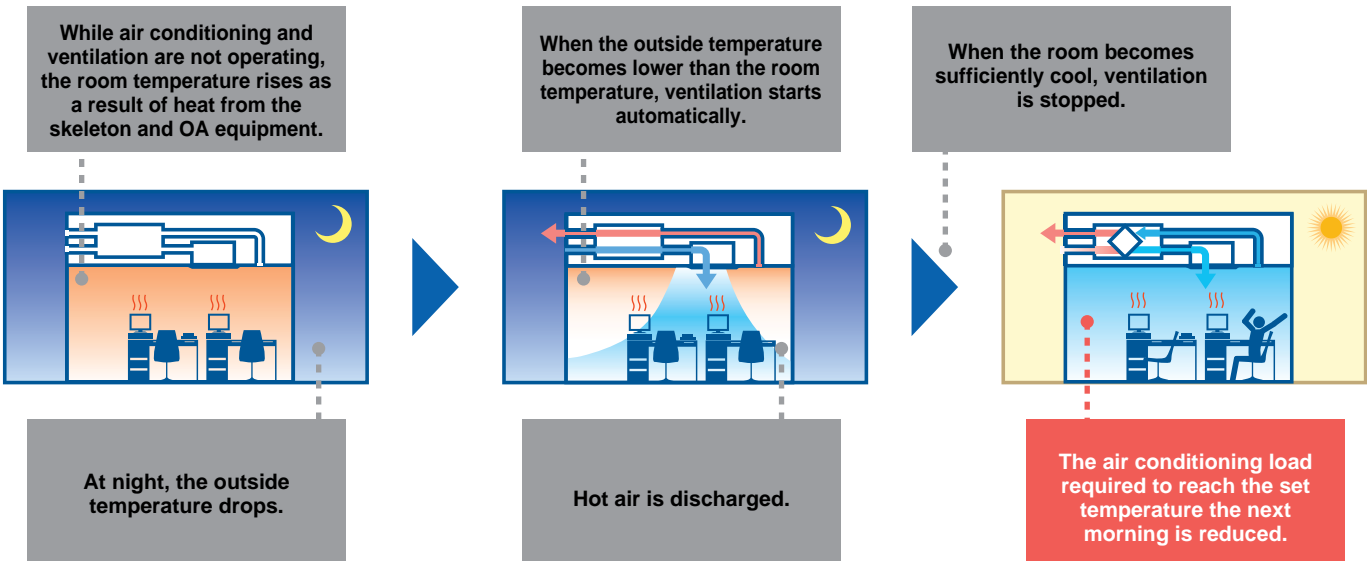 While air conditioning and
ventilation are not operating,
the room temperature rises as
a result of heat from the
skeleton and OA equipment.
When the outside temperature
becomes lower than the room
temperature, ventilation starts
automatically.
When the room becomes
sufficiently cool, ventilation
is stopped.
At night, the outside
temperature drops.
Hot air is discharged.
The air conditioning load
required to reach the set
temperature the next
morning is reduced.